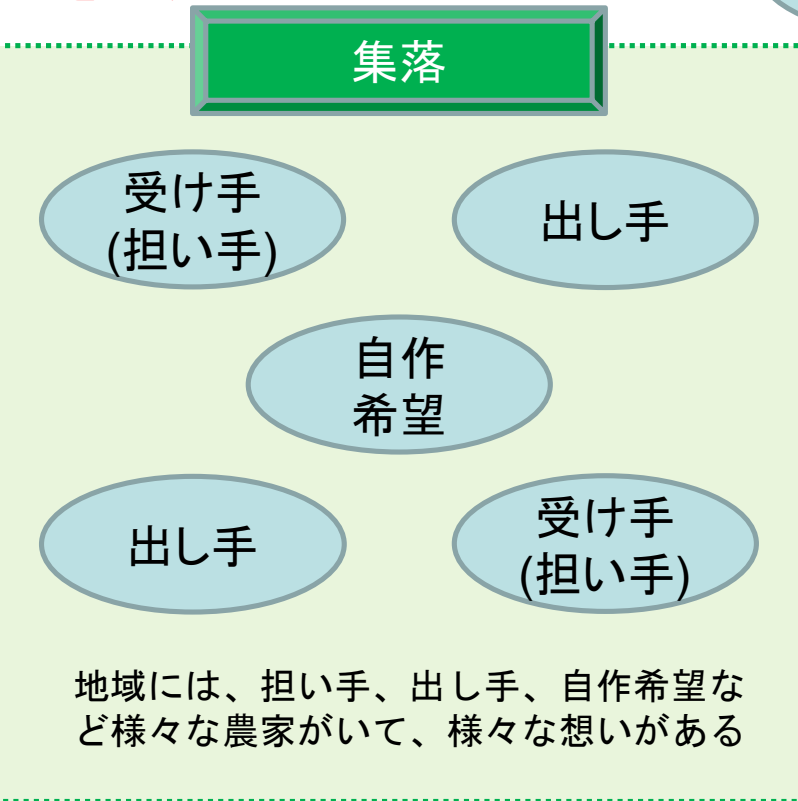 集落
受け手
(担い手)
出し手
自作
希望
出し手
受け手
(担い手)
地域には、担い手、出し手、自作希望な
ど様々な農家がいて、様々な想いがある